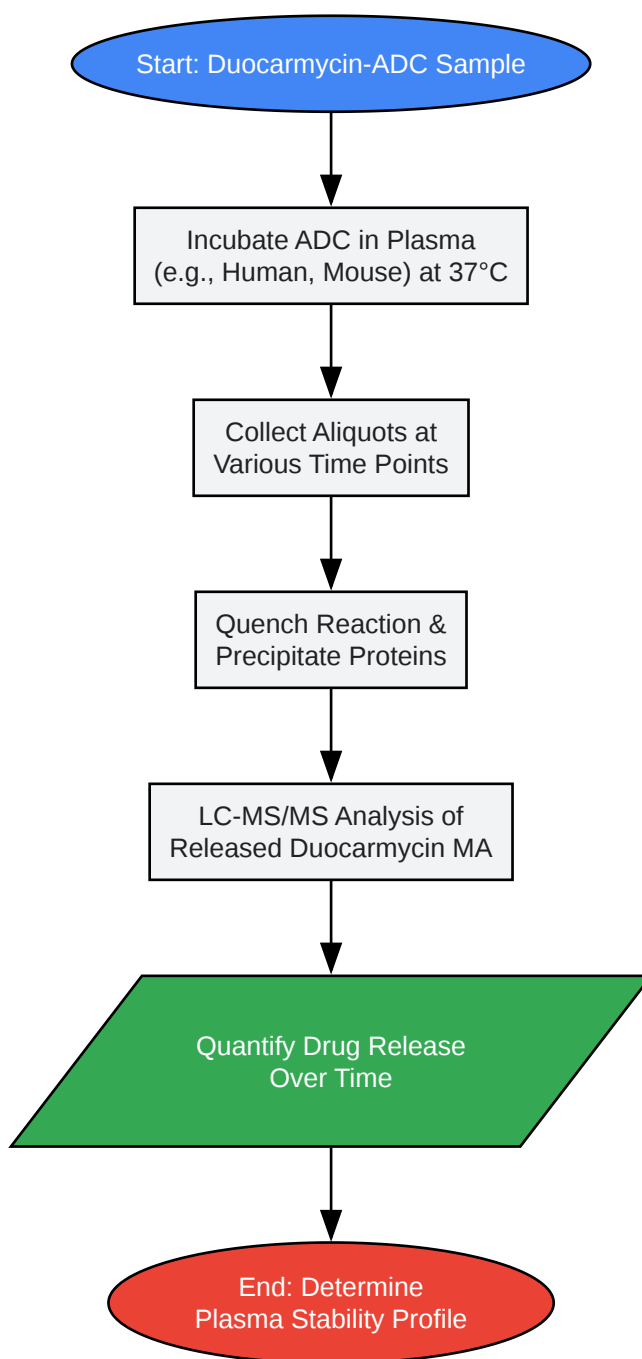 Start: Duocarmycin-ADC Sample
Incubate ADC in Plasma
(e.g., Human, Mouse) at 37°C
Collect Aliquots at
Various Time Points
Quench Reaction &
Precipitate Proteins
LC-MS/MS Analysis of
Released Duocarmycin MA
Quantify Drug Release
Over Time
End: Determine
Plasma Stability Profile